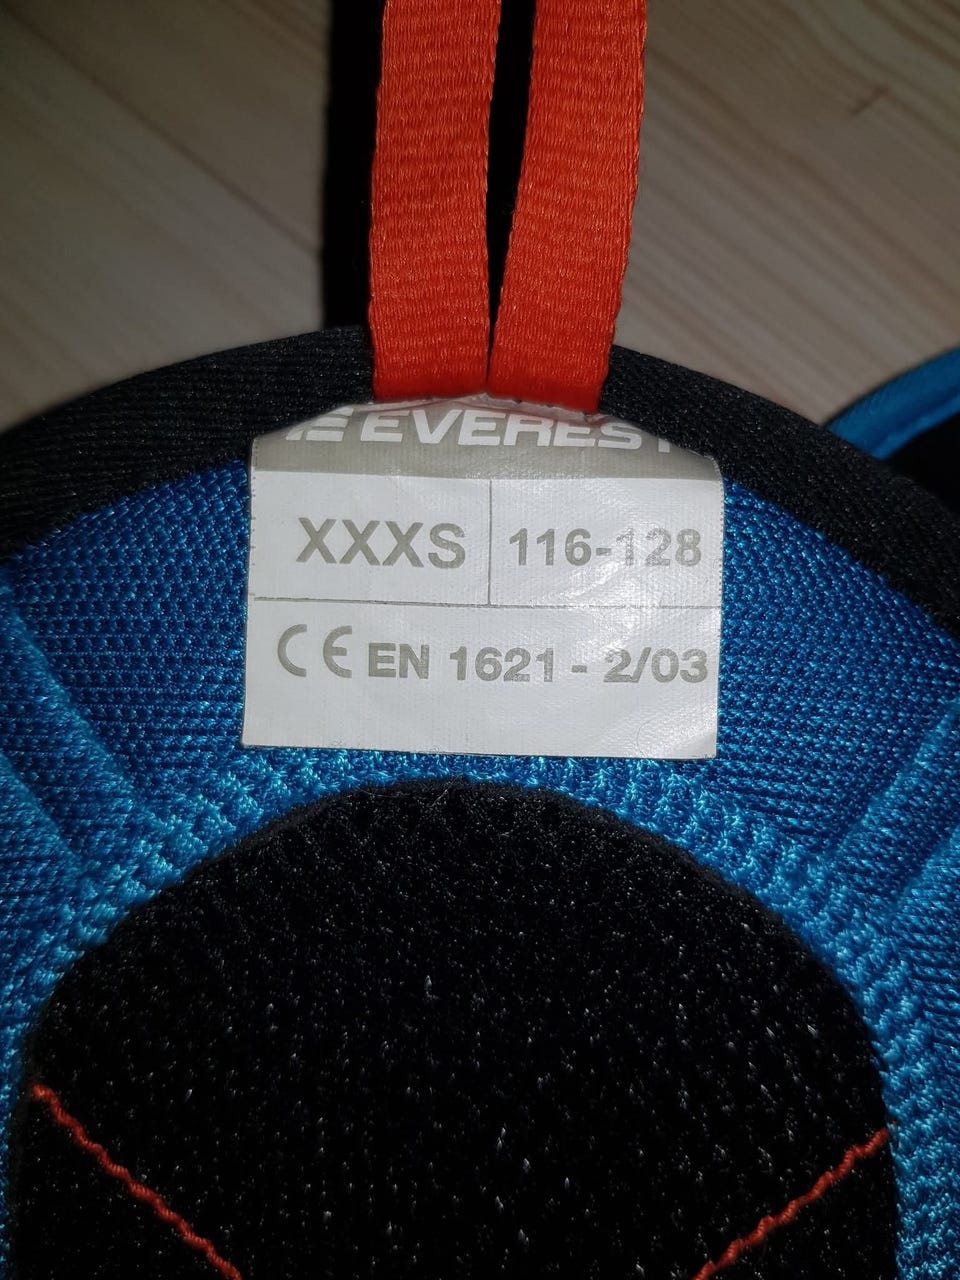 EVEREST
XXXS 116-128
CE EN 1621 - 2/03